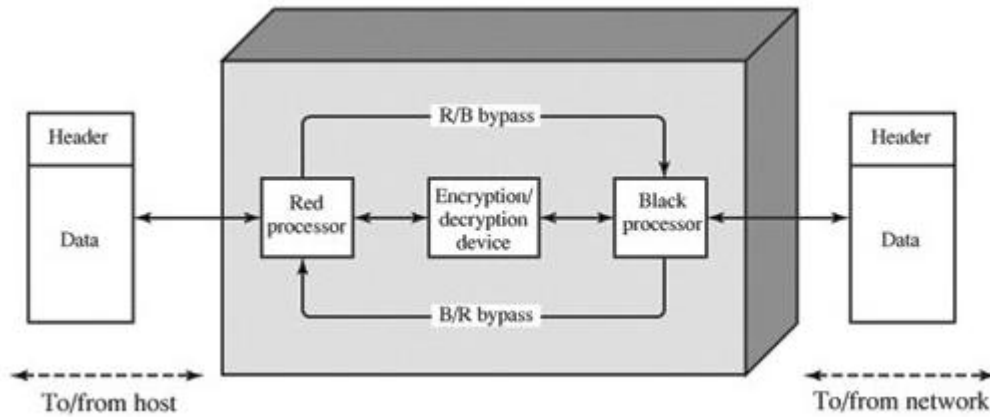 R/B bypass
Header
Data
Red
processor
Encryption/
decryption
device
Black
processor
Header
Data
B/R bypass
To/from host
To/from network